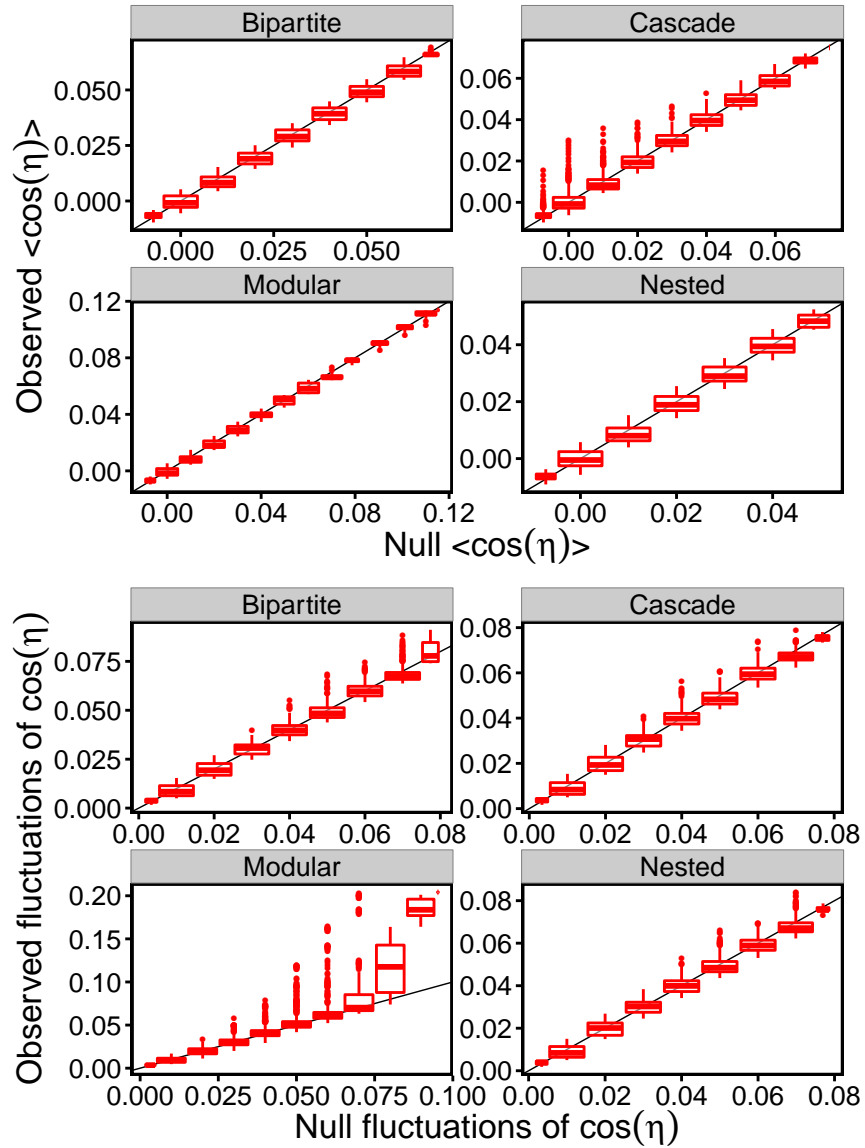 Bipartite
Cascade
0.050
0.025
0.000
0.06
0.04
0.02
0.00
0.000 0.025 0.050
0.00 0.02 0.04 0.06
Observed <cos(η)>
Modular
Nested
0.12
0.08
0.04
0.00
0.04
0.02
0.00
0.00 0.04 0.08 0.12
0.00 0.02 0.04
Null <cos(η)>
Bipartite
Cascade
0.075
0.050
0.025
0.000
0.08
0.06
0.04
0.02
0.00
0.00 0.02 0.04 0.06 0.08
0.00 0.02 0.04 0.06 0.08
Observed fluctuations of cos(η)
Modular
Nested
0.20
0.15
0.10
0.05
0.00
0.08
0.06
0.04
0.02
0.00
0.000 0.025 0.050 0.075 0.100
0.00 0.02 0.04 0.06 0.08
Null fluctuations of cos(η)